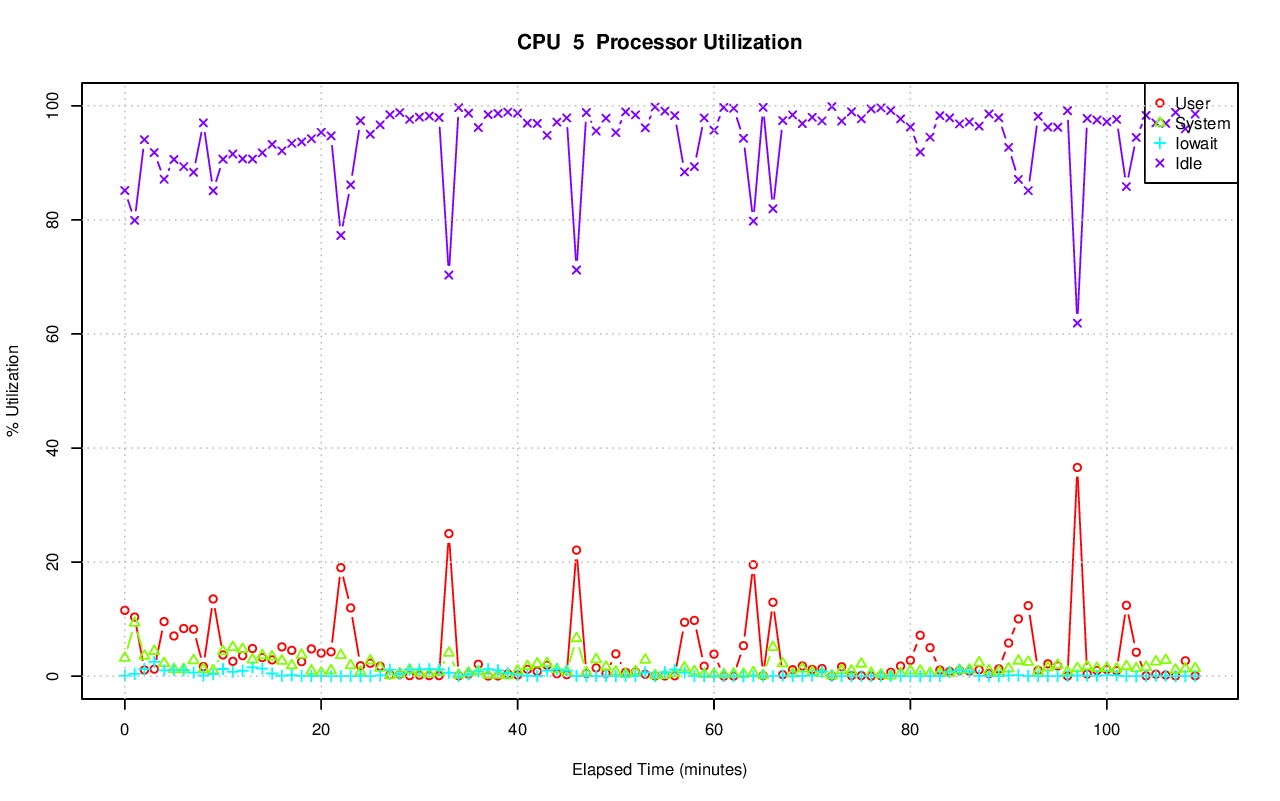 CPU 5 Processor Utilization
100
80
60
40
20
0
% Utilization
0 20 40 60 80 100
Elapsed Time (minutes)
User
System
Iowait
Idle